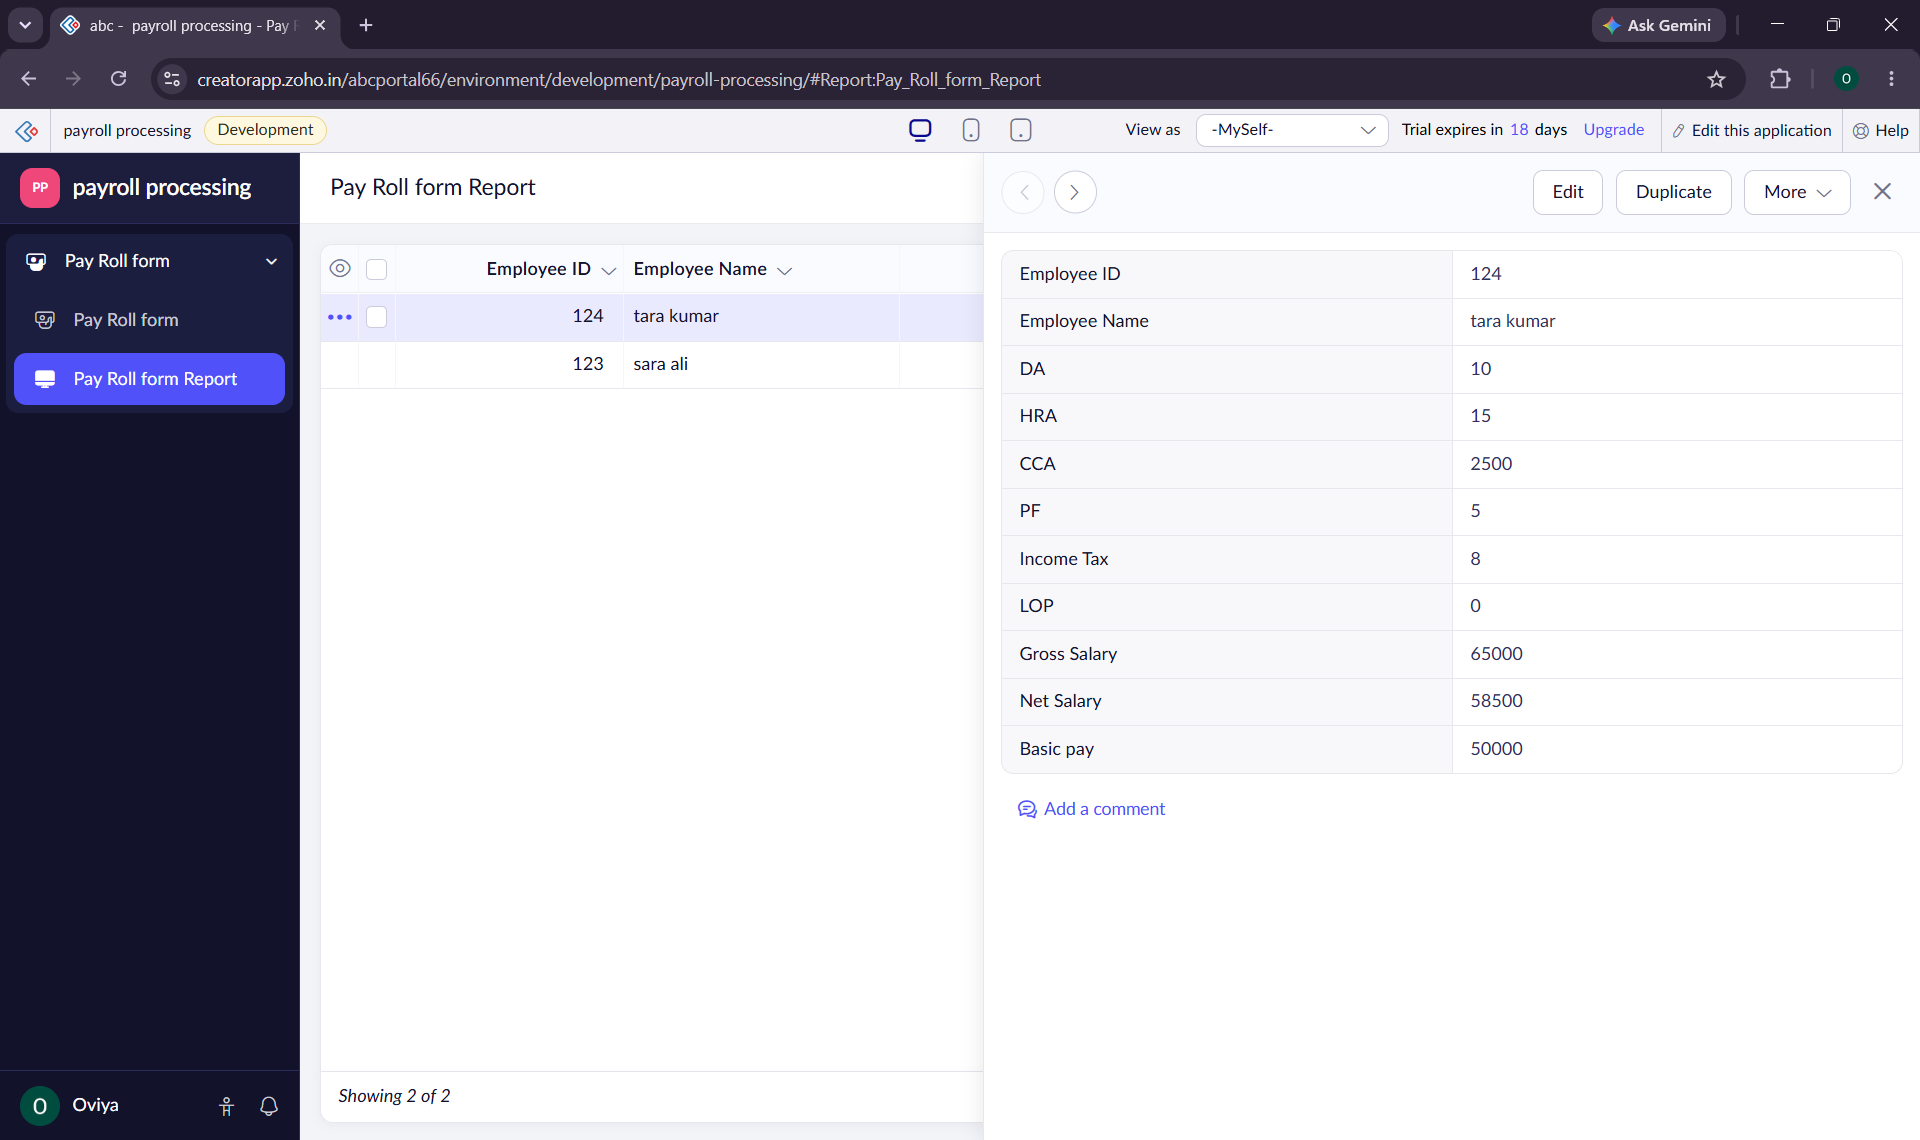 abc - payroll processing - Pay
Ask Gemini
creatorapp.zoho.in/abcportal66/environment/development/payroll-processing/#Report:Pay_Roll_form_Report
O
payroll processing
Development
View as
-MySelf-
Trial expires in 18 days
Upgrade
Edit this application
Help
PP
payroll processing
Pay Roll form
Pay Roll form
Pay Roll form Report
O
Oviya
Pay Roll form Report
Employee ID
Employee Name
124
tara kumar
123
sara ali
Showing 2 of 2
Edit
Duplicate
More
Employee ID
124
Employee Name
tara kumar
DA
10
HRA
15
CCA
2500
PF
5
Income Tax
8
LOP
0
Gross Salary
65000
Net Salary
58500
Basic pay
50000
Add a comment